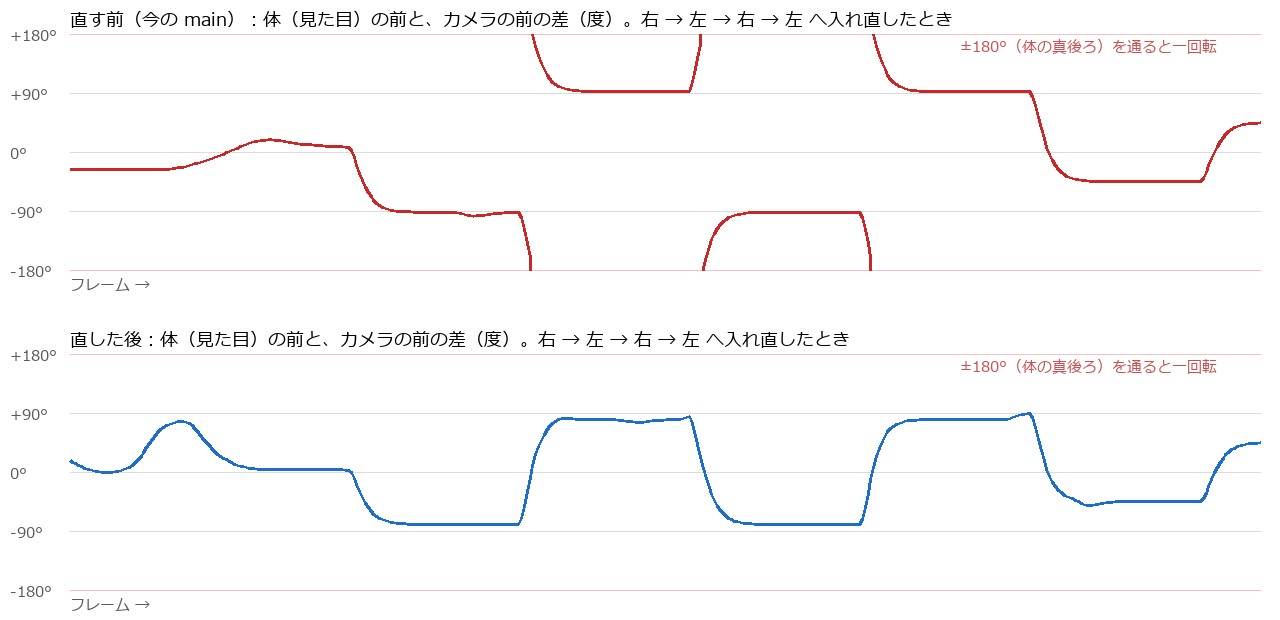 直す前（今の main）：体（見た目）の前と、カメラの前の差（度）。右 → 左 → 右 → 左 へ入れ直したとき
+180°
±180°（体の真後ろ）を通ると一回転
+90°
0°
-90°
-180°
フレーム →
直した後：体（見た目）の前と、カメラの前の差（度）。右 → 左 → 右 → 左 へ入れ直したとき
+180°
±180°（体の真後ろ）を通ると一回転
+90°
0°
-90°
-180°
フレーム →